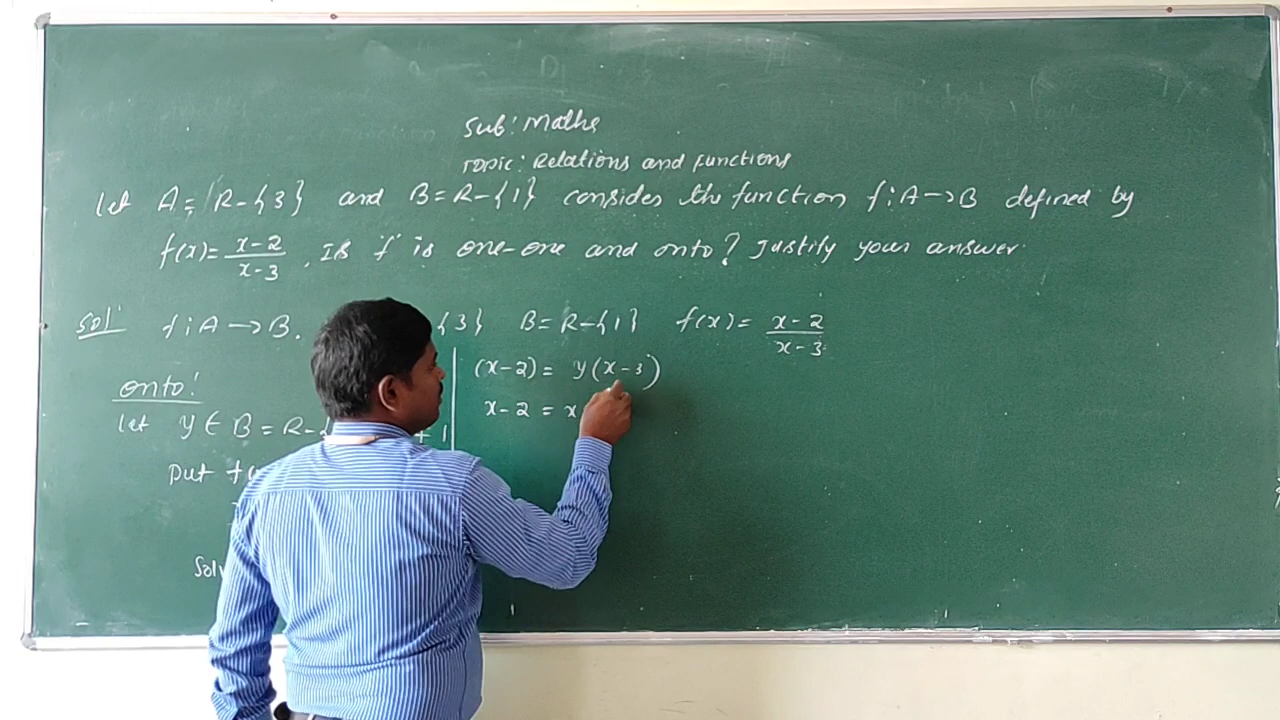 Sub: Maths
Topic: Relations and Functions
Let A = R-{3} and B = R-{1} consider the function f: A → B defined by
f(x) = x-2/x-3 . Is f is one-one and onto? Justify your answer.
Sol: f: A → B. {3} B = R-{1} f(x) = x-2/x-3
onto:
Let y ∈ B = R- + 1
Put
(x-2) = y(x-3)
x-2 = x